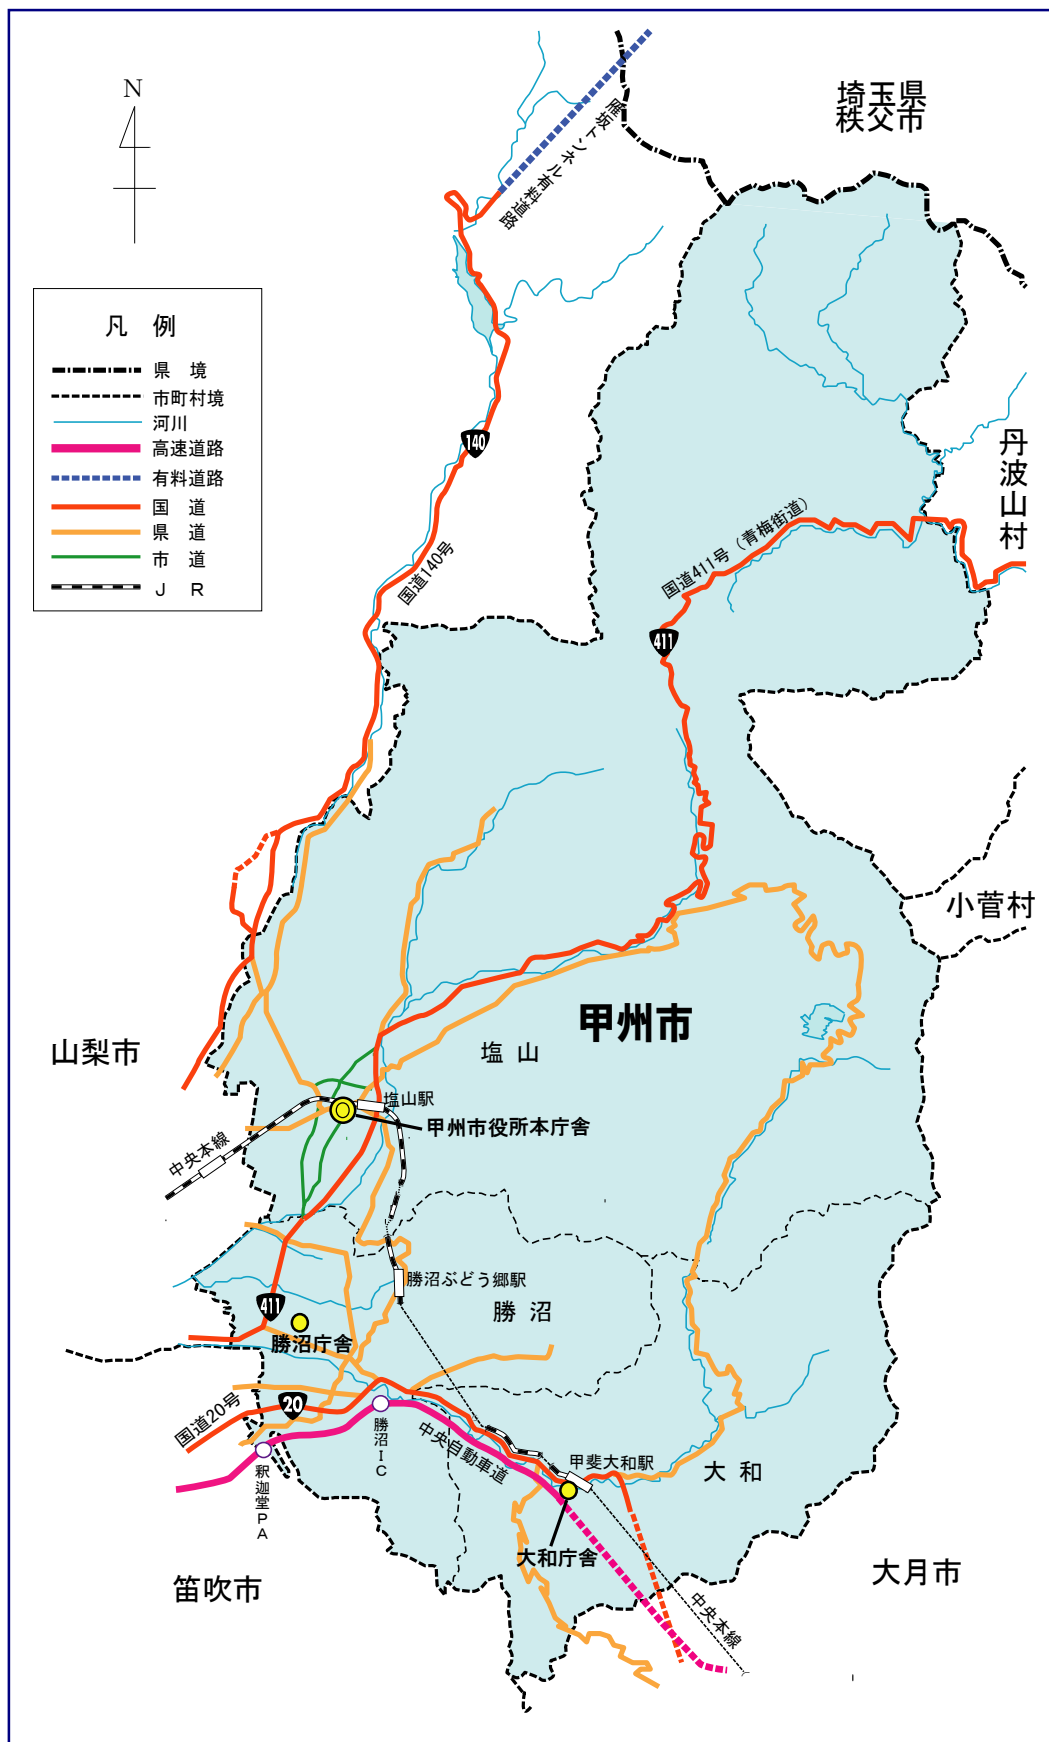 N
埼玉県
秩父市
雁坂トンネル有料道路
凡 例
県 境
市町村境
河川
高速道路
有料道路
国 道
県 道
市 道
J R
140
国道140号
国道411号（青梅街道）
411
丹波山村
小菅村
甲州市
山梨市
塩 山
塩山駅
甲州市役所本庁舎
中央本線
勝沼ぶどう郷駅
勝 沼
411
勝沼庁舎
国道20号
20
勝沼IC
中央自動車道
甲斐大和駅
大 和
釈迦堂PA
大和庁舎
笛吹市
大月市
中央本線